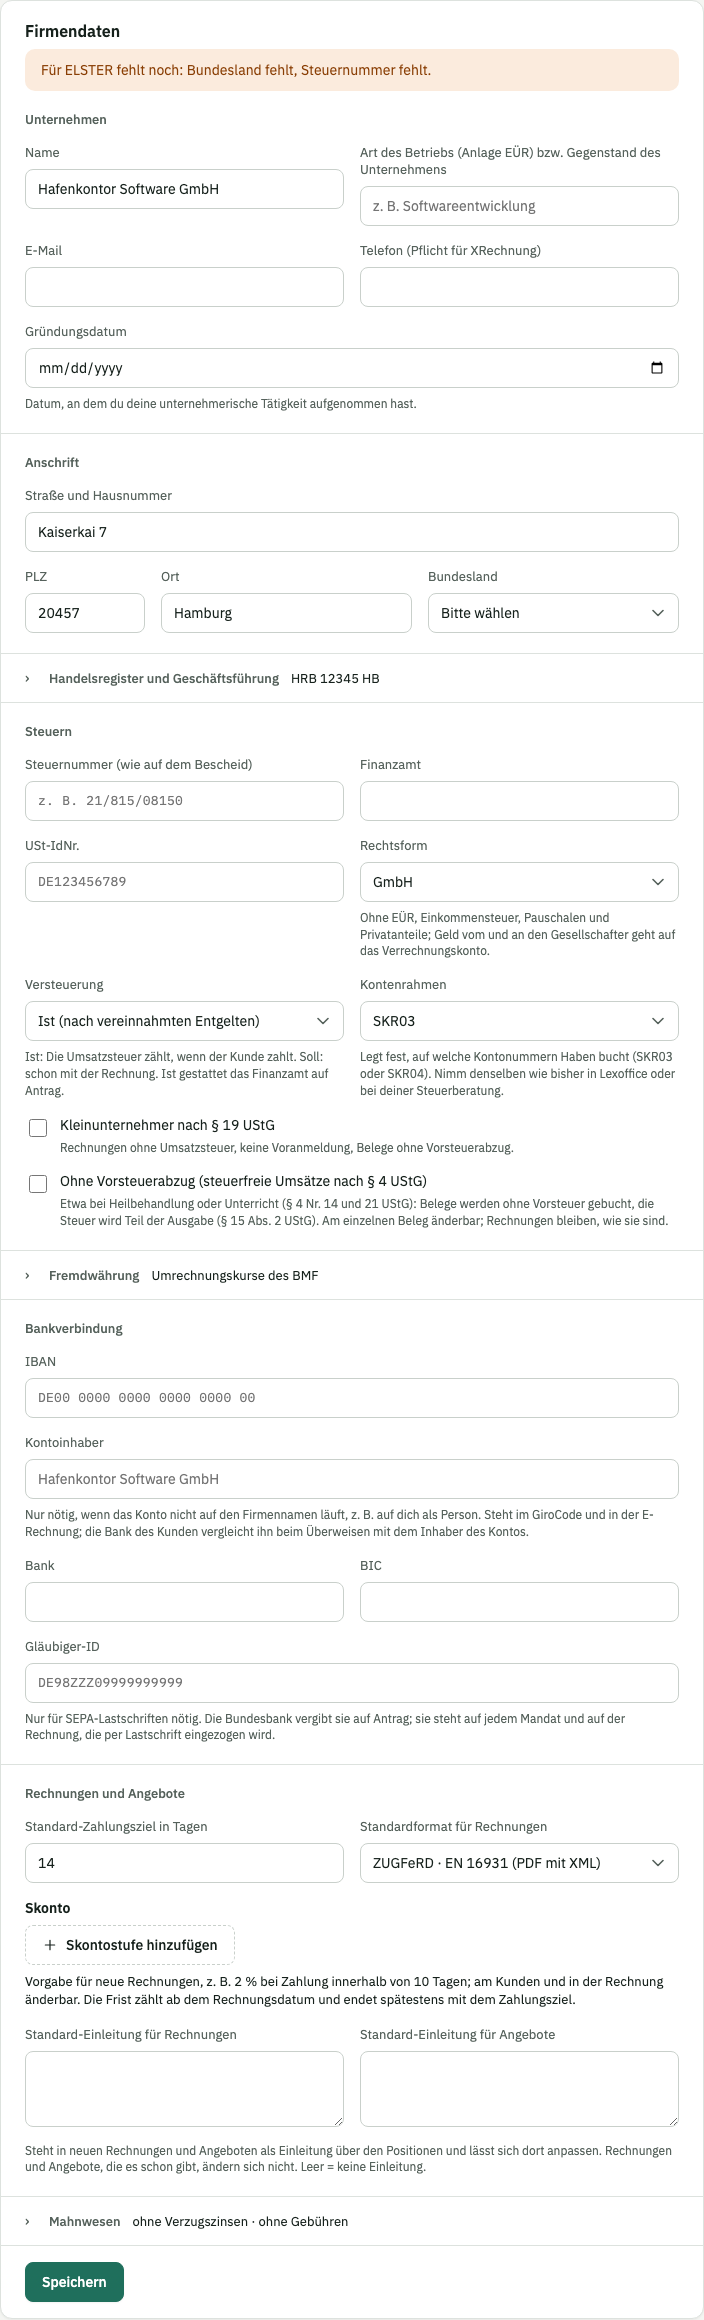 Firmendaten
Für ELSTER fehlt noch: Bundesland fehlt, Steuernummer fehlt.
Unternehmen
Name
Art des Betriebs (Anlage EÜR) bzw. Gegenstand des
Unternehmens
Hafenkontor Software GmbH
z. B. Softwareentwicklung
E-Mail
Telefon (Pflicht für XRechnung)
Gründungsdatum
mm/dd/yyyy
Datum, an dem du deine unternehmerische Tätigkeit aufgenommen hast.
Anschrift
Straße und Hausnummer
Kaiserkai 7
PLZ
Ort
Bundesland
20457
Hamburg
Bitte wählen
› Handelsregister und Geschäftsführung HRB 12345 HB
Steuern
Steuernummer (wie auf dem Bescheid)
Finanzamt
z. B. 21/815/08150
USt-IdNr.
Rechtsform
DE123456789
GmbH
Ohne EÜR, Einkommensteuer, Pauschalen und
Privatanteile; Geld vom und an den Gesellschafter geht auf
das Verrechnungskonto.
Versteuerung
Kontenrahmen
Ist (nach vereinnahmten Entgelten)
SKR03
Ist: Die Umsatzsteuer zählt, wenn der Kunde zahlt. Soll:
schon mit der Rechnung. Ist gestattet das Finanzamt auf
Antrag.
Legt fest, auf welche Kontonummern Haben bucht (SKR03
oder SKR04). Nimm denselben wie bisher in Lexoffice oder
bei deiner Steuerberatung.
Kleinunternehmer nach § 19 UStG
Rechnungen ohne Umsatzsteuer, keine Voranmeldung, Belege ohne Vorsteuerabzug.
Ohne Vorsteuerabzug (steuerfreie Umsätze nach § 4 UStG)
Etwa bei Heilbehandlung oder Unterricht (§ 4 Nr. 14 und 21 UStG): Belege werden ohne Vorsteuer gebucht, die
Steuer wird Teil der Ausgabe (§ 15 Abs. 2 UStG). Am einzelnen Beleg änderbar; Rechnungen bleiben, wie sie sind.
› Fremdwährung Umrechnungskurse des BMF
Bankverbindung
IBAN
DE00 0000 0000 0000 0000 00
Kontoinhaber
Hafenkontor Software GmbH
Nur nötig, wenn das Konto nicht auf den Firmennamen läuft, z. B. auf dich als Person. Steht im GiroCode und in der E-
Rechnung; die Bank des Kunden vergleicht ihn beim Überweisen mit dem Inhaber des Kontos.
Bank
BIC
Gläubiger-ID
DE98ZZZ09999999999
Nur für SEPA-Lastschriften nötig. Die Bundesbank vergibt sie auf Antrag; sie steht auf jedem Mandat und auf der
Rechnung, die per Lastschrift eingezogen wird.
Rechnungen und Angebote
Standard-Zahlungsziel in Tagen
Standardformat für Rechnungen
14
ZUGFeRD · EN 16931 (PDF mit XML)
Skonto
+ Skontostufe hinzufügen
Vorgabe für neue Rechnungen, z. B. 2 % bei Zahlung innerhalb von 10 Tagen; am Kunden und in der Rechnung
änderbar. Die Frist zählt ab dem Rechnungsdatum und endet spätestens mit dem Zahlungsziel.
Standard-Einleitung für Rechnungen
Standard-Einleitung für Angebote
Steht in neuen Rechnungen und Angeboten als Einleitung über den Positionen und lässt sich dort anpassen. Rechnungen
und Angebote, die es schon gibt, ändern sich nicht. Leer = keine Einleitung.
› Mahnwesen ohne Verzugszinsen · ohne Gebühren
Speichern